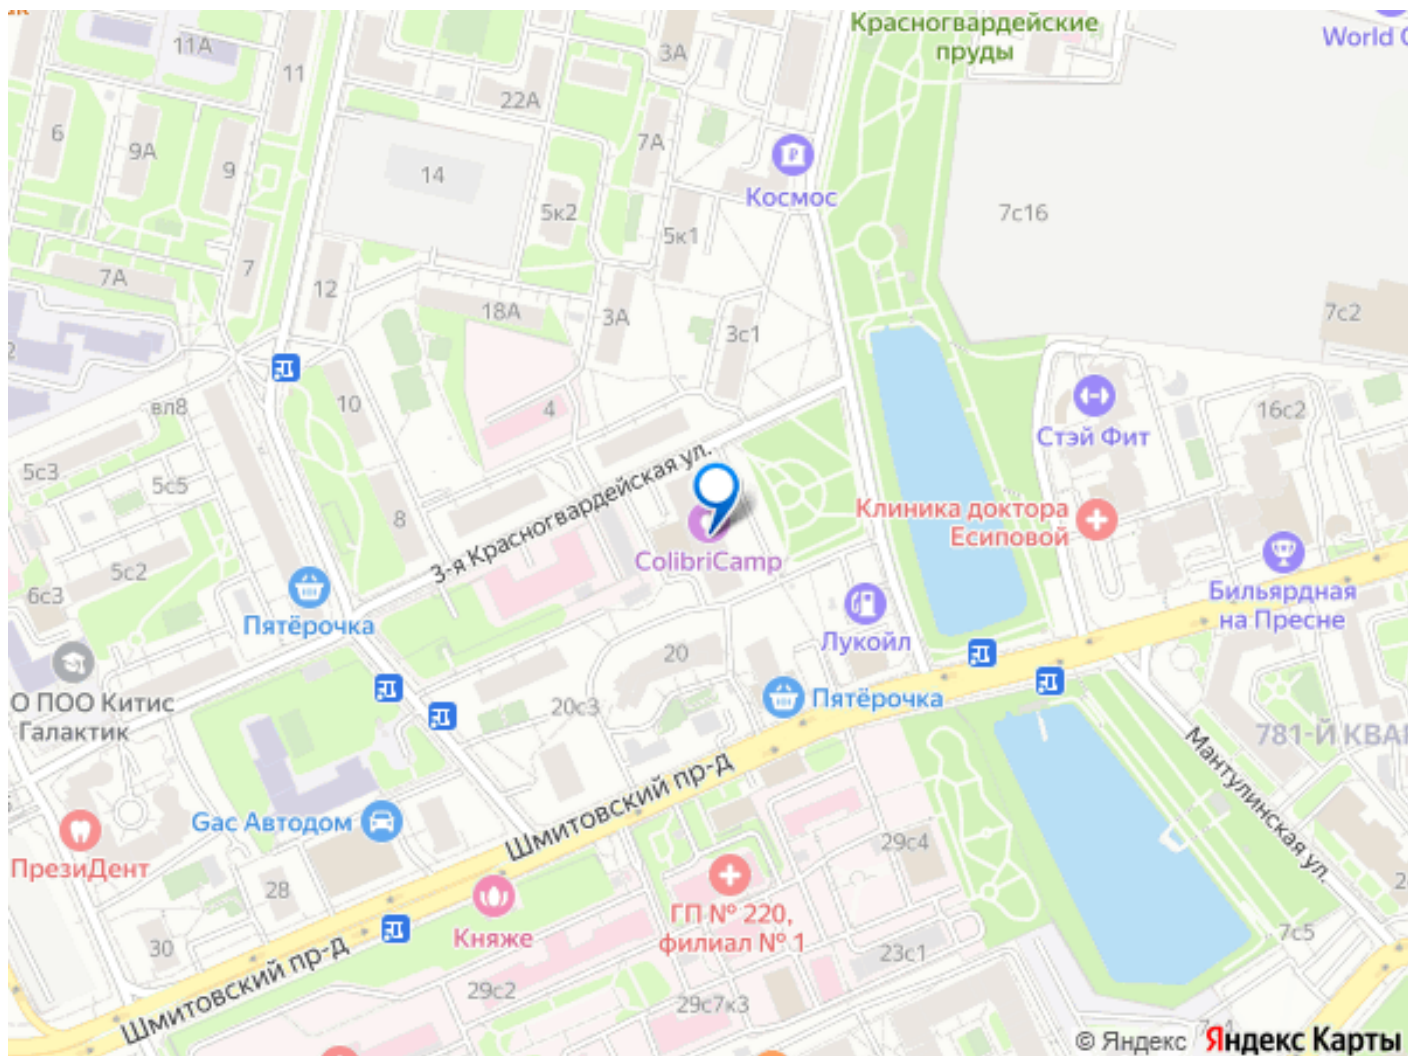 Красногвардейские
пруды
World C
11А
11
3А
22А
6
9А
9
7А
14
Космос
5к2
5к1
7с16
7А
7
12
18А
3А
3с1
7с2
вл8
10
4
16с2
Стэй Фит
5с3
5с5
3-я Красногвардейская ул.
8
Клиника доктора
Есиповой
ColibriCamp
5с2
6с3
Пятёрочка
Лукойл
Бильярдная
на Пресне
О ПОО Китис
Галактик
20
20с3
Пятёрочка
781-Й КВАР
Мантулинская ул.
Шмитовский пр-д
Gac Автодом
ПрезиДент
28
29с4
ГП № 220,
филиал № 1
Княже
30
23с1
7с5
Шмитовский пр-д
29с2
29с7к3
7с4
© Яндекс Яндекс Карты